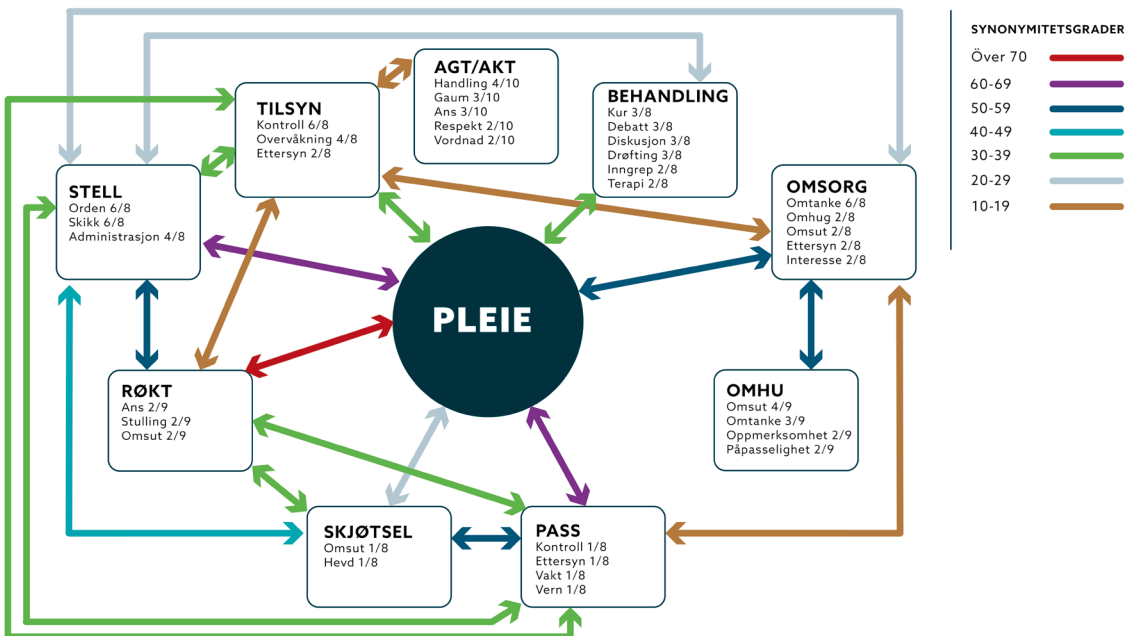 AGT/AKT
Handling 4/10
Gaum 3/10
Ans 3/10
Respekt 2/10
Vordnad 2/10
TILSYN
Kontroll 6/8
Overvåkning 4/8
Ettersyn 2/8
BEHANDLING
Kur 3/8
Debatt 3/8
Diskusjon 3/8
Drøfting 3/8
Inngrep 2/8
Terapi 2/8
SYNONYMITETSGRADER
Över 70
60-69
50-59
40-49
30-39
20-29
10-19
STELL
Orden 6/8
Skikk 6/8
Administrasjon 4/8
OMSORG
Omtanke 6/8
Omhug 2/8
Omsut 2/8
Ettersyn 2/8
Interesse 2/8
PLEIE
RØKT
Ans 2/9
Stulling 2/9
Omsut 2/9
OMHU
Omsut 4/9
Omtanke 3/9
Oppmerksomhet 2/9
Påpasselighet 2/9
SKJØTSEL
Omsut 1/8
Hevd 1/8
PASS
Kontroll 1/8
Ettersyn 1/8
Vakt 1/8
Vern 1/8